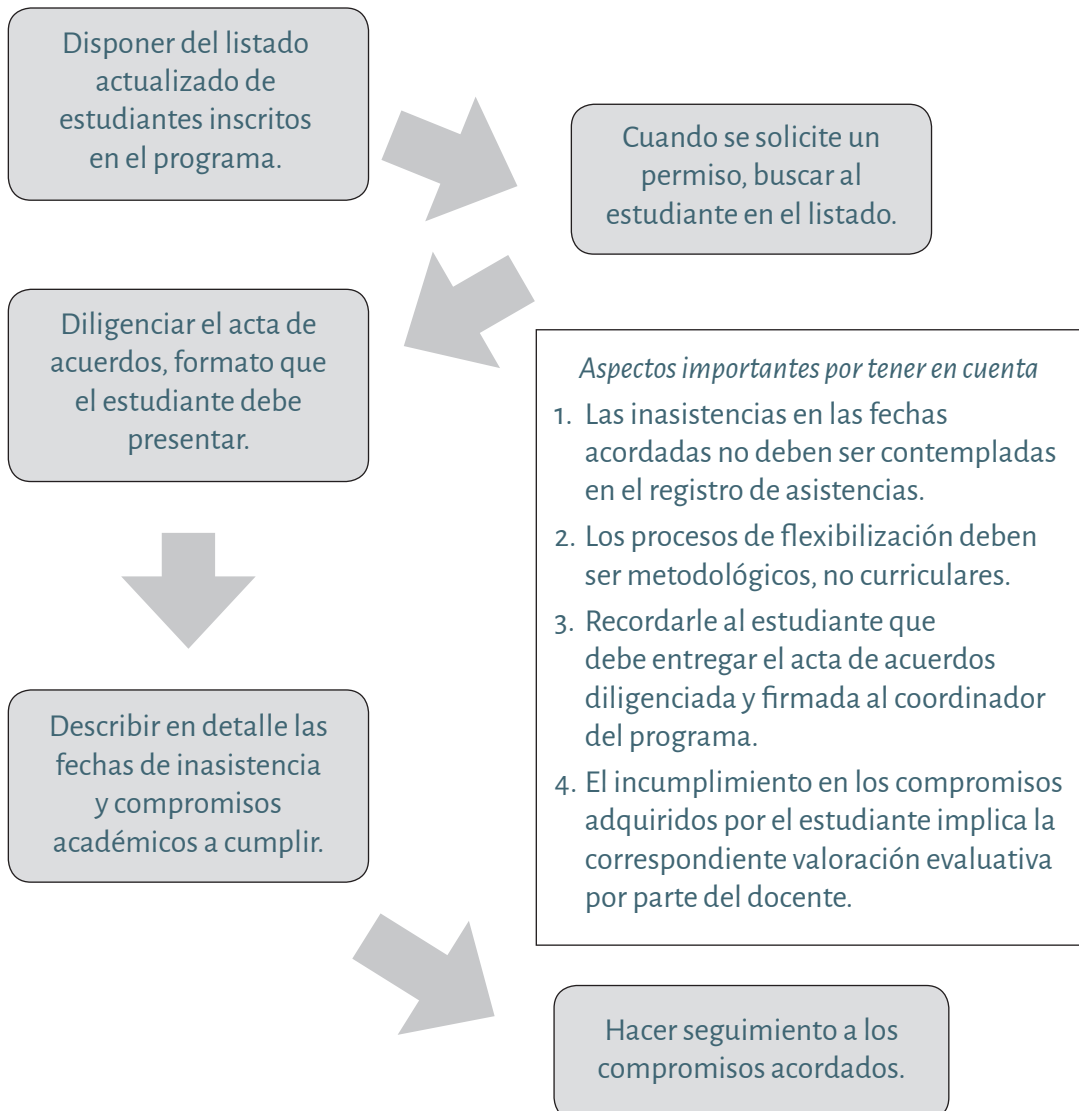 Disponer del listado
actualizado de
estudiantes inscritos
en el programa.
Cuando se solicite un
permiso, buscar al
estudiante en el listado.
Diligenciar el acta de
acuerdos, formato que
el estudiante debe
presentar.
Describir en detalle las
fechas de inasistencia
y compromisos
académicos a cumplir.
Hacer seguimiento a los
compromisos acordados.
Aspectos importantes por tener en cuenta
1. Las inasistencias en las fechas
acordadas no deben ser contempladas
en el registro de asistencias.
2. Los procesos de flexibilización deben
ser metodológicos, no curriculares.
3. Recordarle al estudiante que
debe entregar el acta de acuerdos
diligenciada y firmada al coordinador
del programa.
4. El incumplimiento en los compromisos
adquiridos por el estudiante implica la
correspondiente valoración evaluativa
por parte del docente.